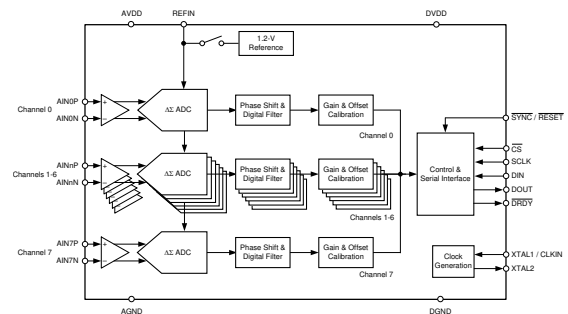 AVDD
REFIN
DVDD
1.2-V
Reference
AIN0P
Channel 0
AIN0N
+
−
ΔΣ ADC
Phase Shift &
Digital Filter
Gain & Offset
Calibration
Channel 0
SYNC / RESET
AINnP
Channels 1-6
AINnN
+
−
ΔΣ ADC
Phase Shift &
Digital Filter
Gain & Offset
Calibration
Channels 1-6
Control &
Serial Interface
CS
SCLK
DIN
DOUT
DRDY
AIN7P
Channel 7
AIN7N
+
−
ΔΣ ADC
Phase Shift &
Digital Filter
Gain & Offset
Calibration
Channel 7
Clock
Generation
XTAL1 / CLKIN
XTAL2
AGND
DGND